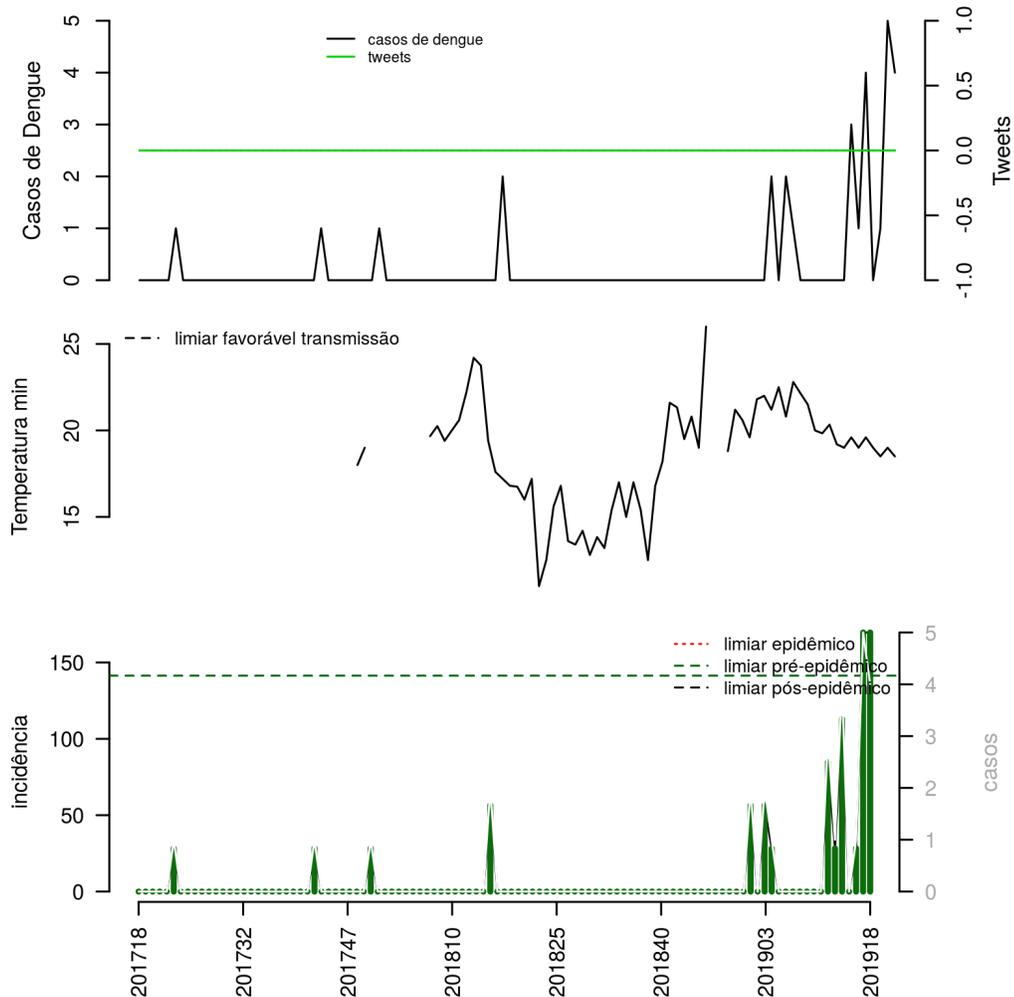 casos de dengue
tweets
Casos de Dengue
0
1
2
3
4
5
Tweets
-1.0
-0.5
0.0
0.5
1.0
limiar favorável transmissão
Temperatura min
15
20
25
limiar epidêmico
limiar pré-epidêmico
limiar pós-epidêmico
incidência
0
50
100
150
casos
0
1
2
3
4
5
201718
201732
201747
201810
201825
201840
201903
201918